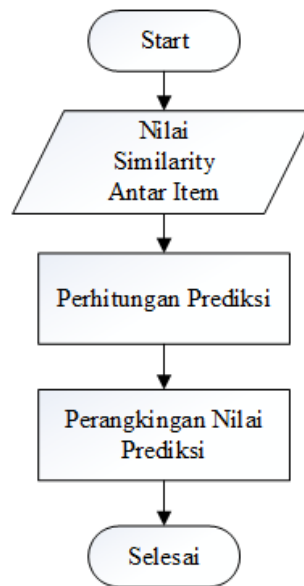 Start
Nilai
Similarity
Antar Item
Perhitungan Prediksi
Perangkingan Nilai
Prediksi
Selesai